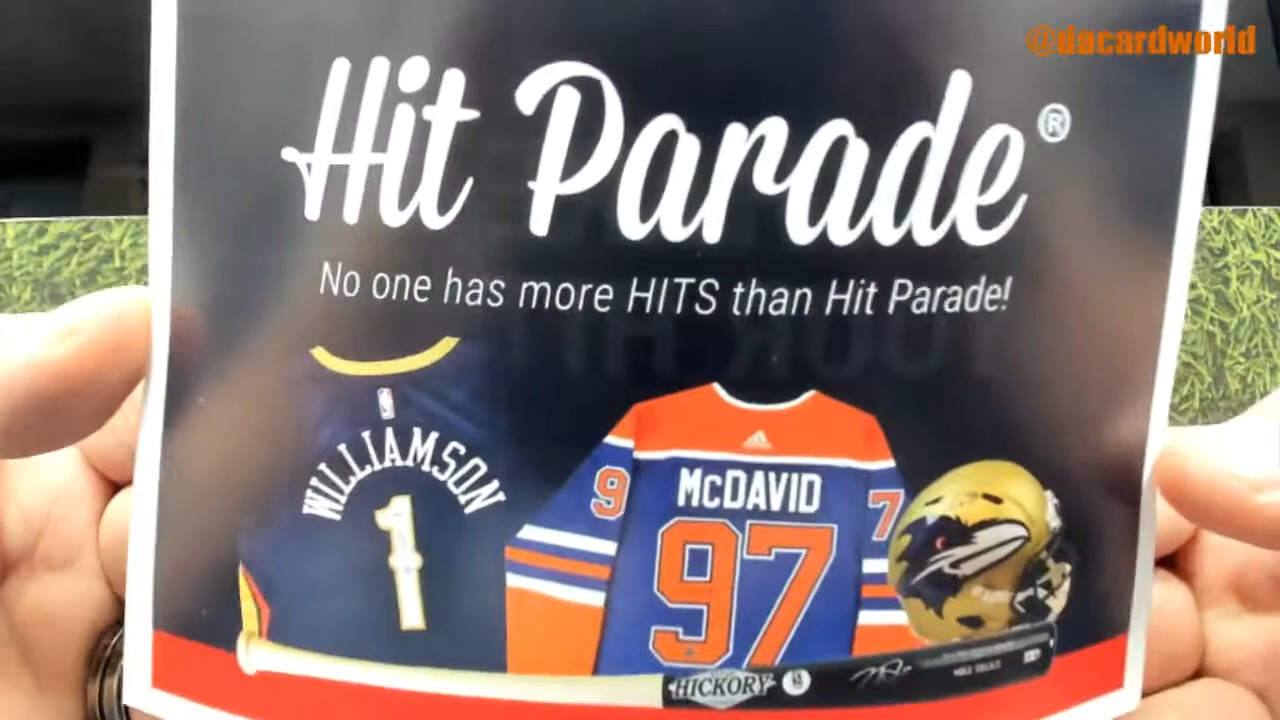 @dacardworld
Hit Parade®
No one has more HITS than Hit Parade!
WILLIAMSON
1
McDAVID
9
97
7
HICKORY